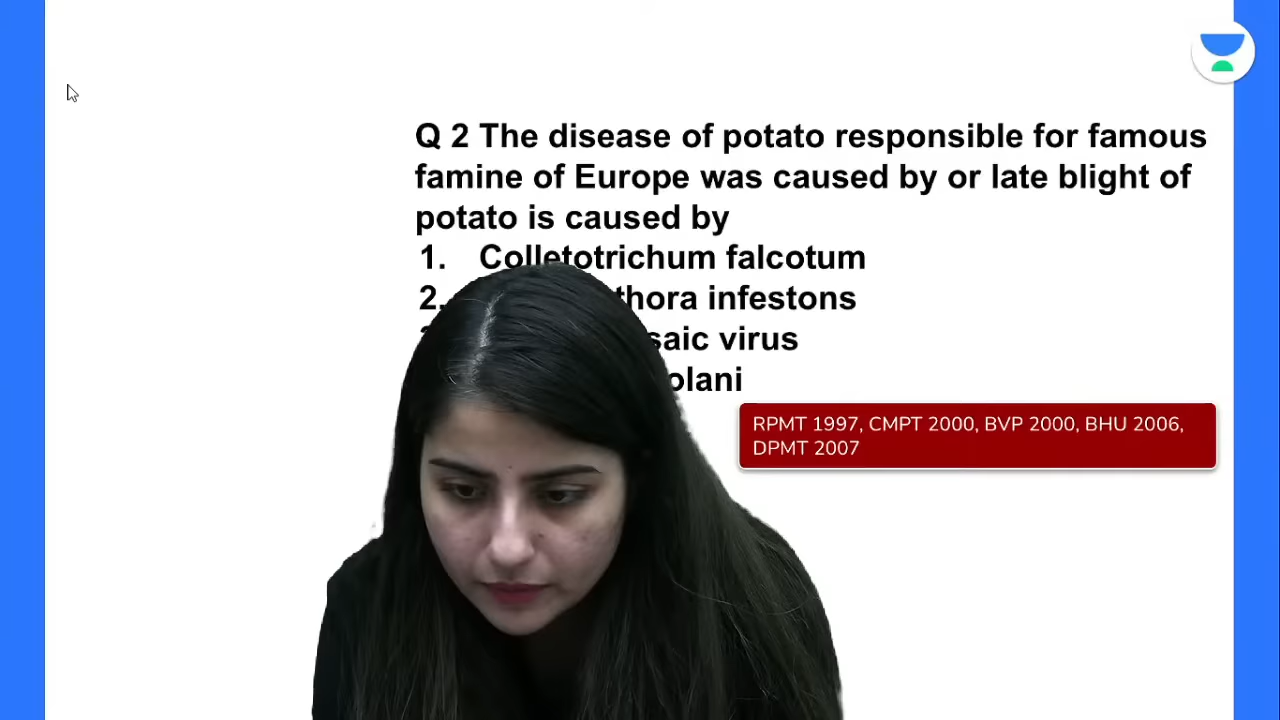 Q 2 The disease of potato responsible for famous
famine of Europe was caused by or late blight of
potato is caused by
1. Colletotrichum falcotum
2. thora infestons
saic virus
olani
RPMT 1997, CMPT 2000, BVP 2000, BHU 2006,
DPMT 2007